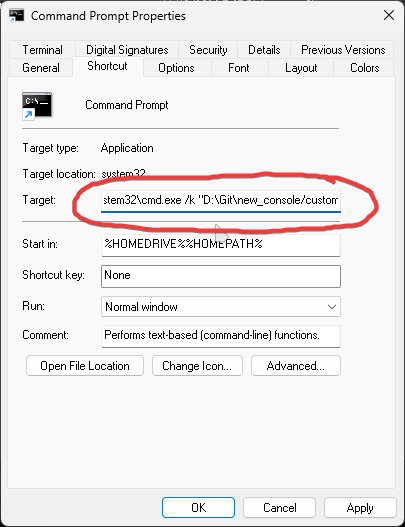 Command Prompt Properties
Terminal Digital Signatures Security Details Previous Versions
General Shortcut Options Font Layout Colors
C:\
Command Prompt
Target type: Application
Target location: system32
Target: stem32\cmd.exe /k "D:\Git\new_console/custom
Start in: %HOMEDRIVE%%HOMEPATH%
Shortcut key: None
Run: Normal window
Comment: Performs text-based (command-line) functions.
Open File Location Change Icon... Advanced...
OK Cancel Apply